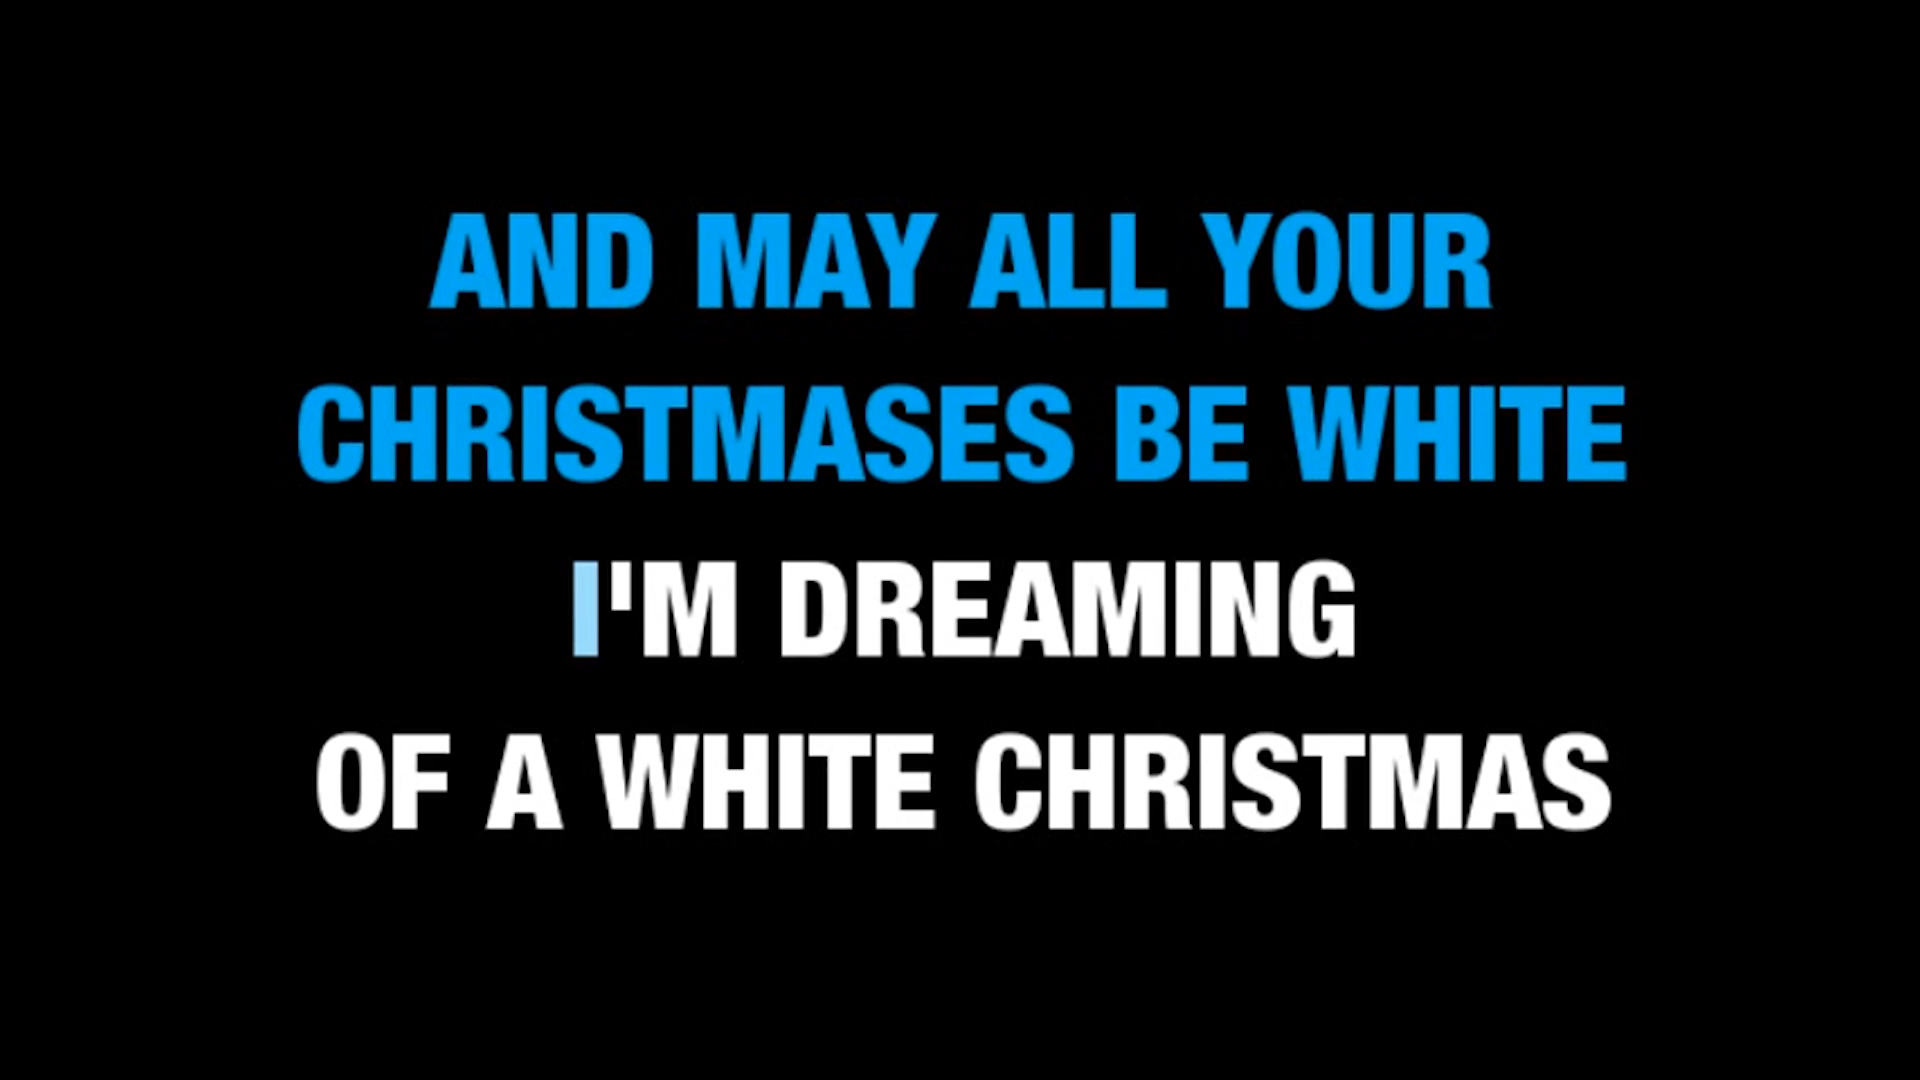 AND MAY ALL YOUR
CHRISTMASES BE WHITE
I'M DREAMING
OF A WHITE CHRISTMAS